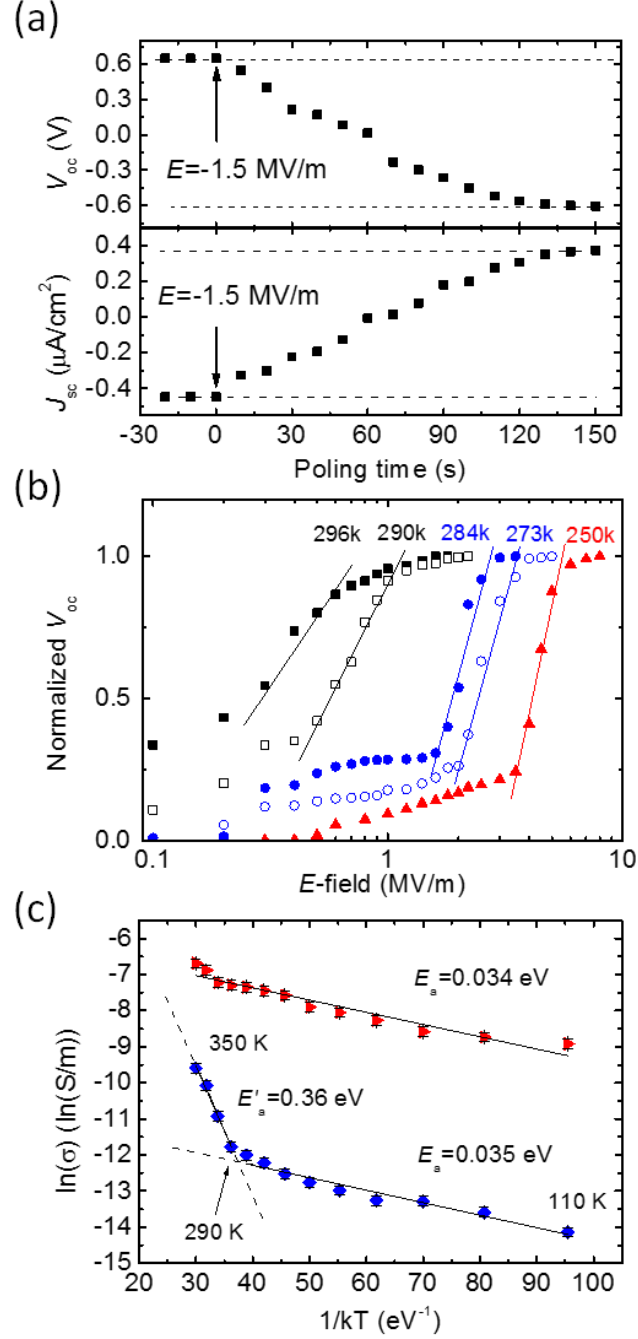 (a)
0.6
0.3
0.0
-0.3
-0.6
Voc (V)
E=-1.5 MV/m
0.4
0.2
0.0
-0.2
-0.4
Jsc (μA/cm²)
E=-1.5 MV/m
-30 0 30 60 90 120 150
Poling time (s)
(b)
296k 290k 284k 273k 250k
1.0
0.5
0.0
Normalized Voc
0.1 1 10
E-field (MV/m)
(c)
-6
-7
-8
-9
-10
-11
-12
-13
-14
-15
ln(σ) (ln(S/m))
Ea=0.034 eV
350 K
E'a=0.36 eV
Ea=0.035 eV
290 K
110 K
20 30 40 50 60 70 80 90 100
1/kT (eV⁻¹)